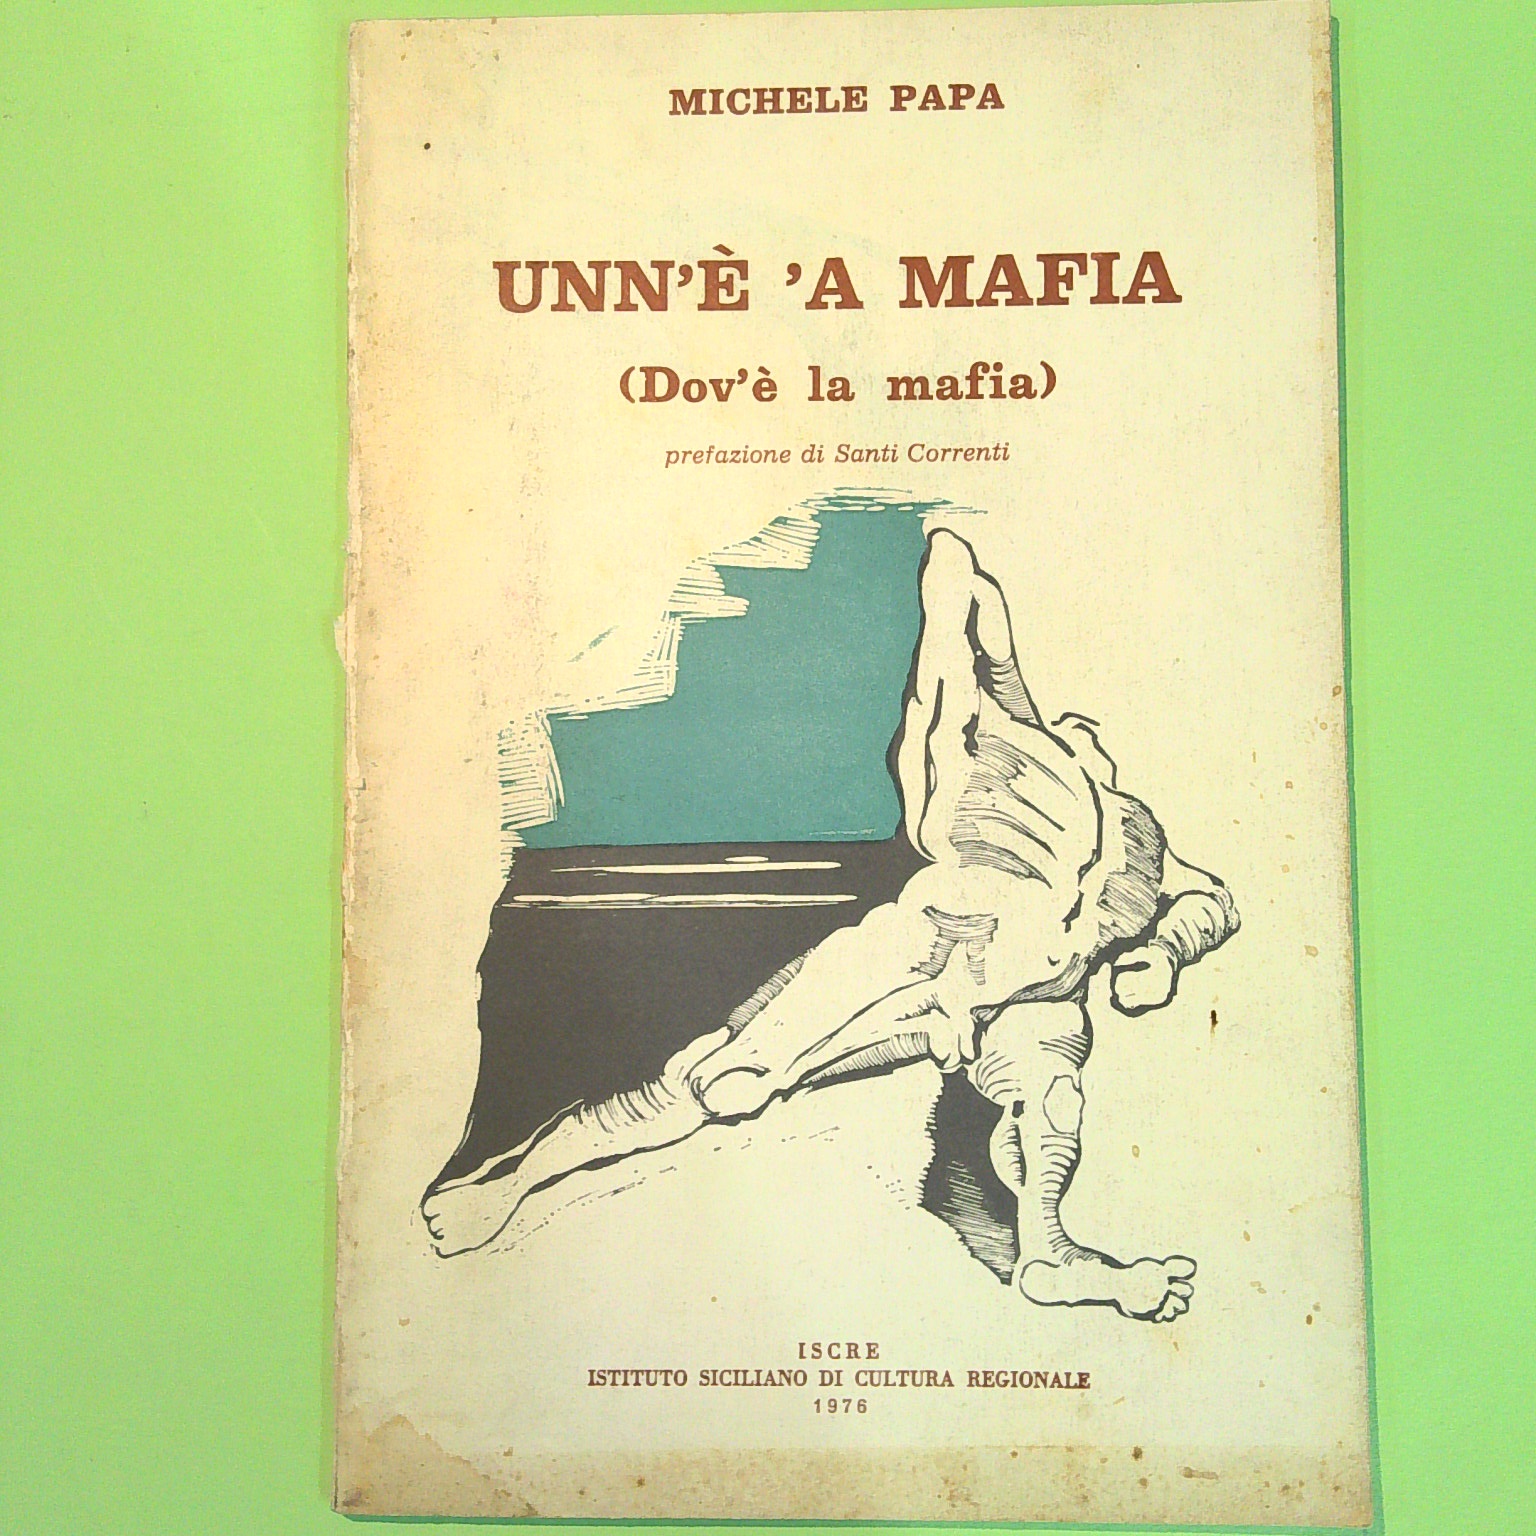 MICHELE PAPA
UNN'È 'A MAFIA
(Dov'è la mafia)
prefazione di Santi Correnti
ISCRE
ISTITUTO SICILIANO DI CULTURA REGIONALE
1976